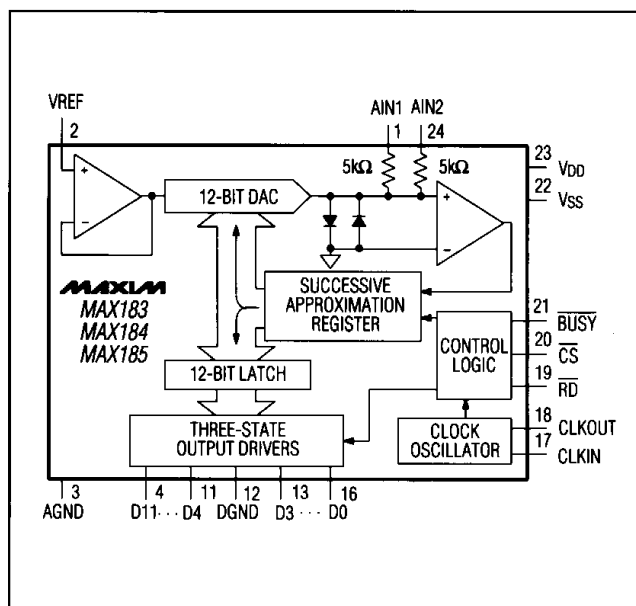 VREF
2
AIN1 AIN2
1 24
5kΩ 5kΩ
23
VDD
22
VSS
+
−
12-BIT DAC
+
−
MAXIM
MAX183
MAX184
MAX185
SUCCESSIVE
APPROXIMATION
REGISTER
CONTROL
LOGIC
21
BUSY
20
CS
19
RD
12-BIT LATCH
THREE-STATE
OUTPUT DRIVERS
CLOCK
OSCILLATOR
18
CLKOUT
17
CLKIN
3 4 11 12 13 16
AGND D11···D4 DGND D3···D0